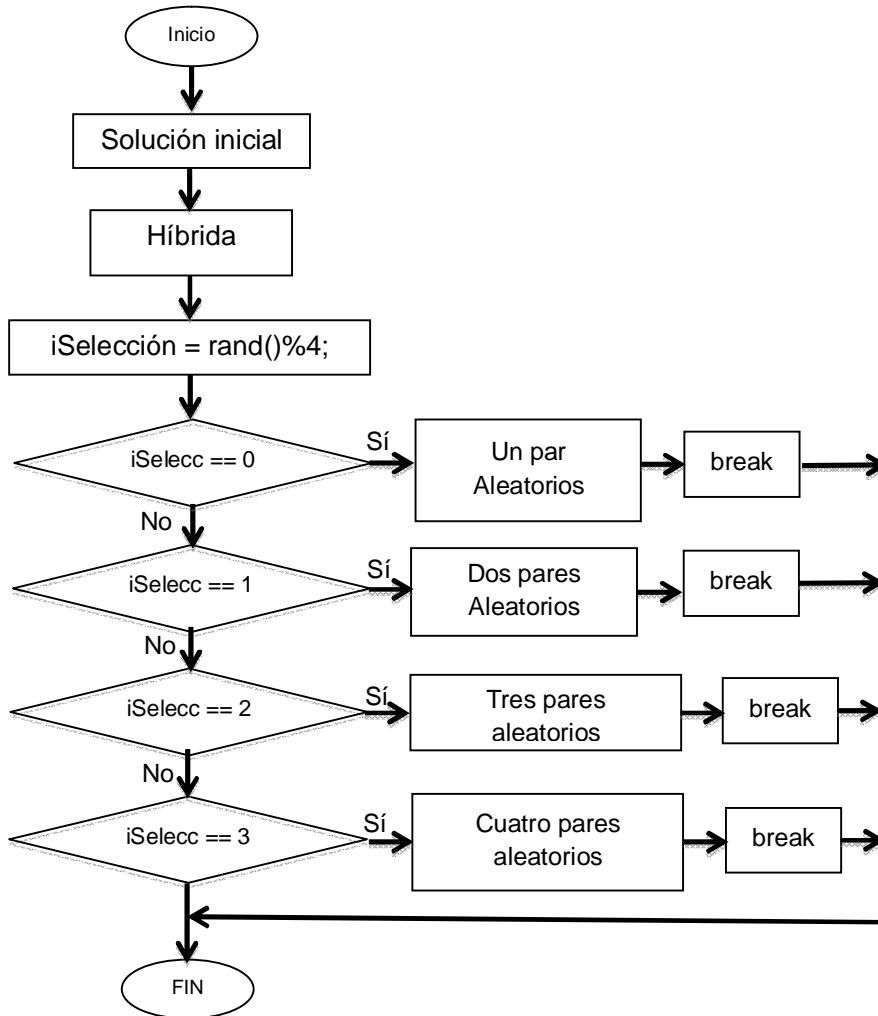 Inicio
Solución inicial
Híbrida
iSelección = rand()%4;
iSelecc == 0
Sí
Un par
Aleatorios
break
No
iSelecc == 1
Sí
Dos pares
Aleatorios
break
No
iSelecc == 2
Sí
Tres pares
aleatorios
break
No
iSelecc == 3
Sí
Cuatro pares
aleatorios
break
FIN